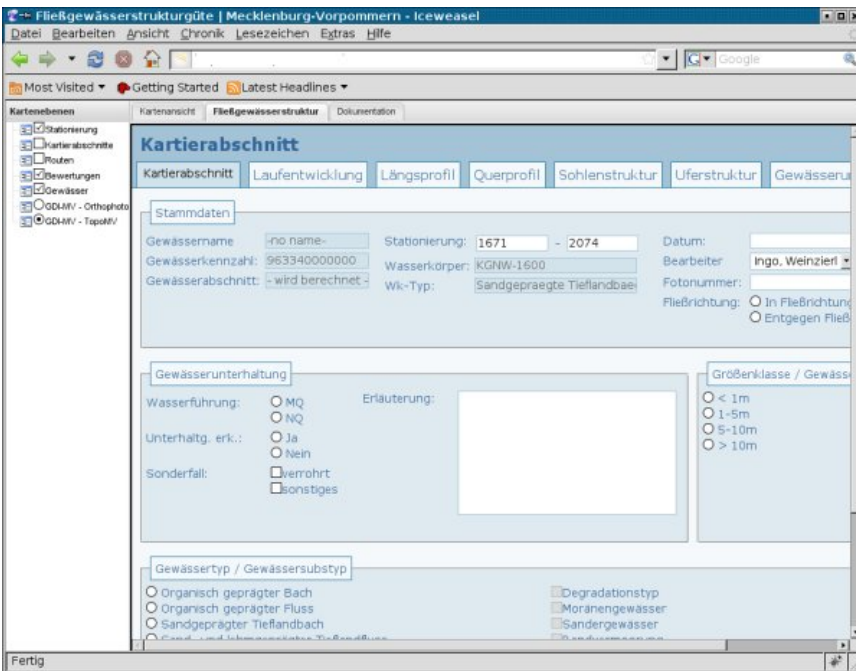 Fließgewässerstrukturgüte | Mecklenburg-Vorpommern - Iceweasel
Datei Bearbeiten Ansicht Chronik Lesezeichen Extras Hilfe
Google
Most Visited Getting Started Latest Headlines
Kartenebenen
Stationierung
Kartierabschnitte
Routen
Bewertungen
Gewässer
GDI-MV - Orthophoto
GDI-MV - TopoMV
Kartenansicht Fließgewässerstruktur Dokumentation
Kartierabschnitt
Kartierabschnitt Laufentwicklung Längsprofil Querprofil Sohlenstruktur Uferstruktur Gewässeru
Stammdaten
Gewässername -no name- Stationierung: 1671 - 2074 Datum:
Gewässerkennzahl: 963340000000 Wasserkörper: KGNW-1600 Bearbeiter Ingo, Weinzierl
Gewässerabschnitt: - wird berechnet - Wk-Typ: Sandgepraegte Tieflandbae Fotonummer:
Fließrichtung: In Fließrichtung
Entgegen Fließ
Gewässerunterhaltung
Wasserführung: MQ
NQ
Erläuterung:
Unterhaltg. erk.: Ja
Nein
Sonderfall: verrohrt
sonstiges
Größenklasse / Gewässe
< 1m
1-5m
5-10m
> 10m
Gewässertyp / Gewässersubstyp
Organisch geprägter Bach Degradationstyp
Organisch geprägter Fluss Moränengewässer
Sandgeprägter Tieflandbach Sandergewässer
Fertig